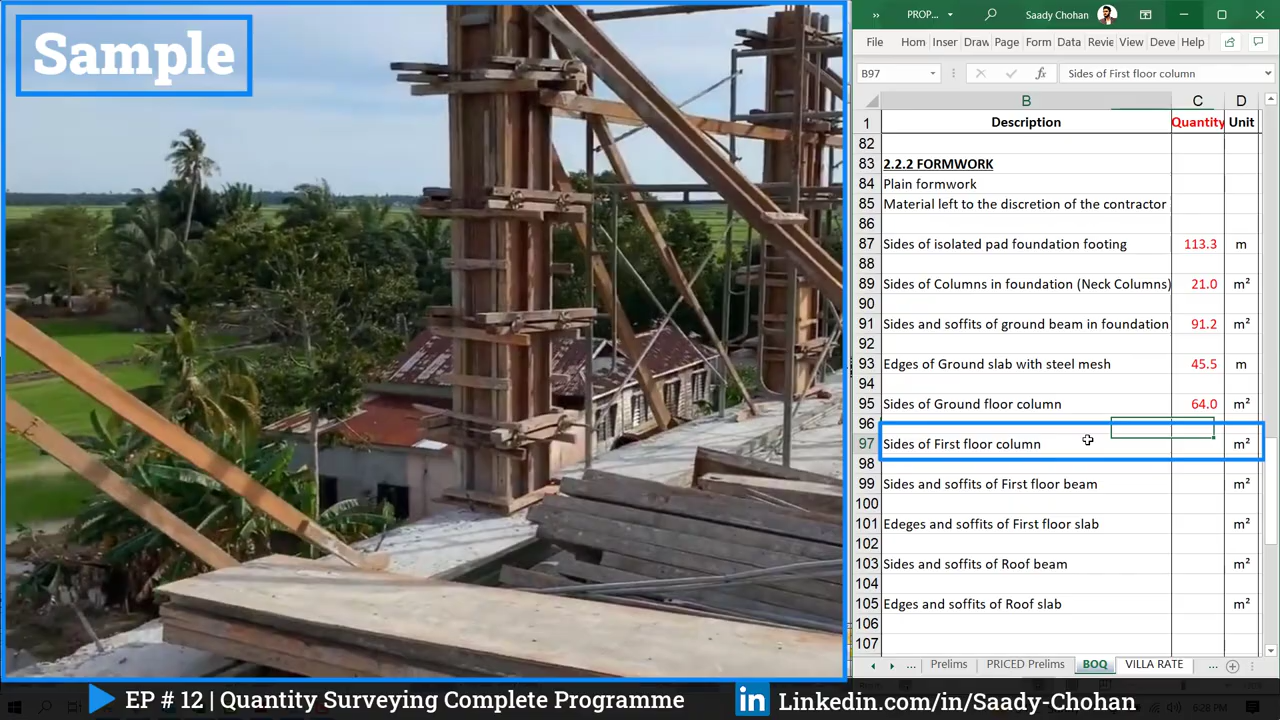 Sample
PROP...
Saady Chohan
File Hom Inser Draw Page Form Data Revie View Deve Help
B97 fx Sides of First floor column
B C D
1 Description Quantity Unit
82
83 2.2.2 FORMWORK
84 Plain formwork
85 Material left to the discretion of the contractor
86
87 Sides of isolated pad foundation footing 113.3 m
88
89 Sides of Columns in foundation (Neck Columns) 21.0 m²
90
91 Sides and soffits of ground beam in foundation 91.2 m²
92
93 Edges of Ground slab with steel mesh 45.5 m
94
95 Sides of Ground floor column 64.0 m²
96
97 Sides of First floor column m²
98
99 Sides and soffits of First floor beam m²
100
101 Edeges and soffits of First floor slab m²
102
103 Sides and soffits of Roof beam m²
104
105 Edges and soffits of Roof slab m²
106
107
... Prelims PRICED Prelims BOQ VILLA RATE ...
EP # 12 | Quantity Surveying Complete Programme
in Linkedin.com/in/Saady-Chohan
6:28 PM